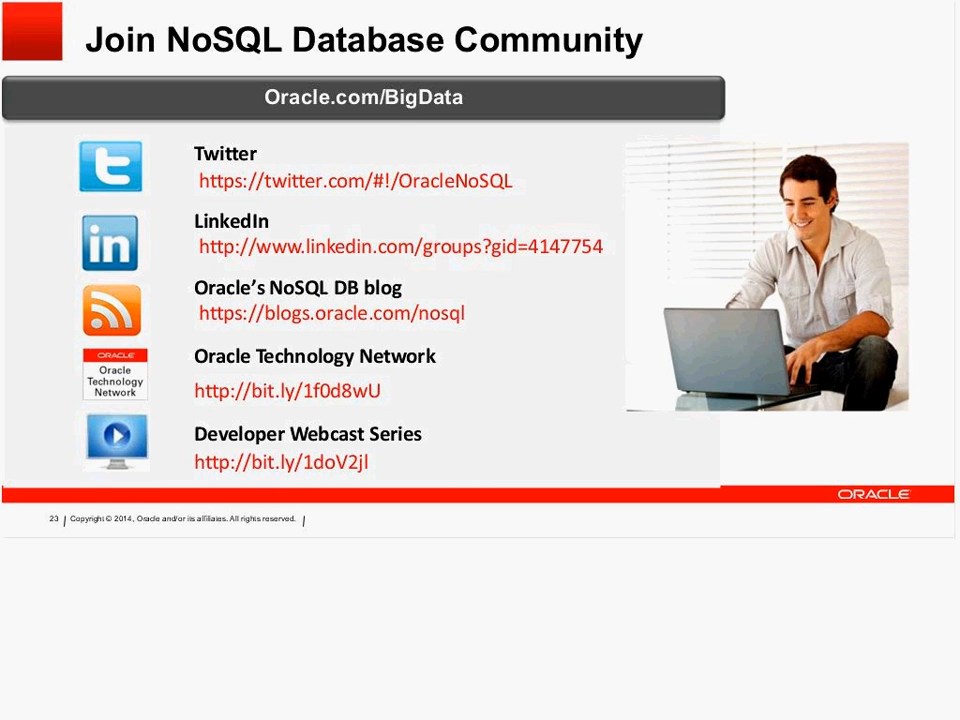 Join NoSQL Database Community
Oracle.com/BigData
Twitter
https://twitter.com/#!/OracleNoSQL
LinkedIn
http://www.linkedin.com/groups?gid=4147754
Oracle’s NoSQL DB blog
https://blogs.oracle.com/nosql
ORACLE
Oracle
Technology
Network
Oracle Technology Network
http://bit.ly/1f0d8wU
Developer Webcast Series
http://bit.ly/1doV2jl
ORACLE
23 | Copyright © 2014, Oracle and/or its affiliates. All rights reserved. |